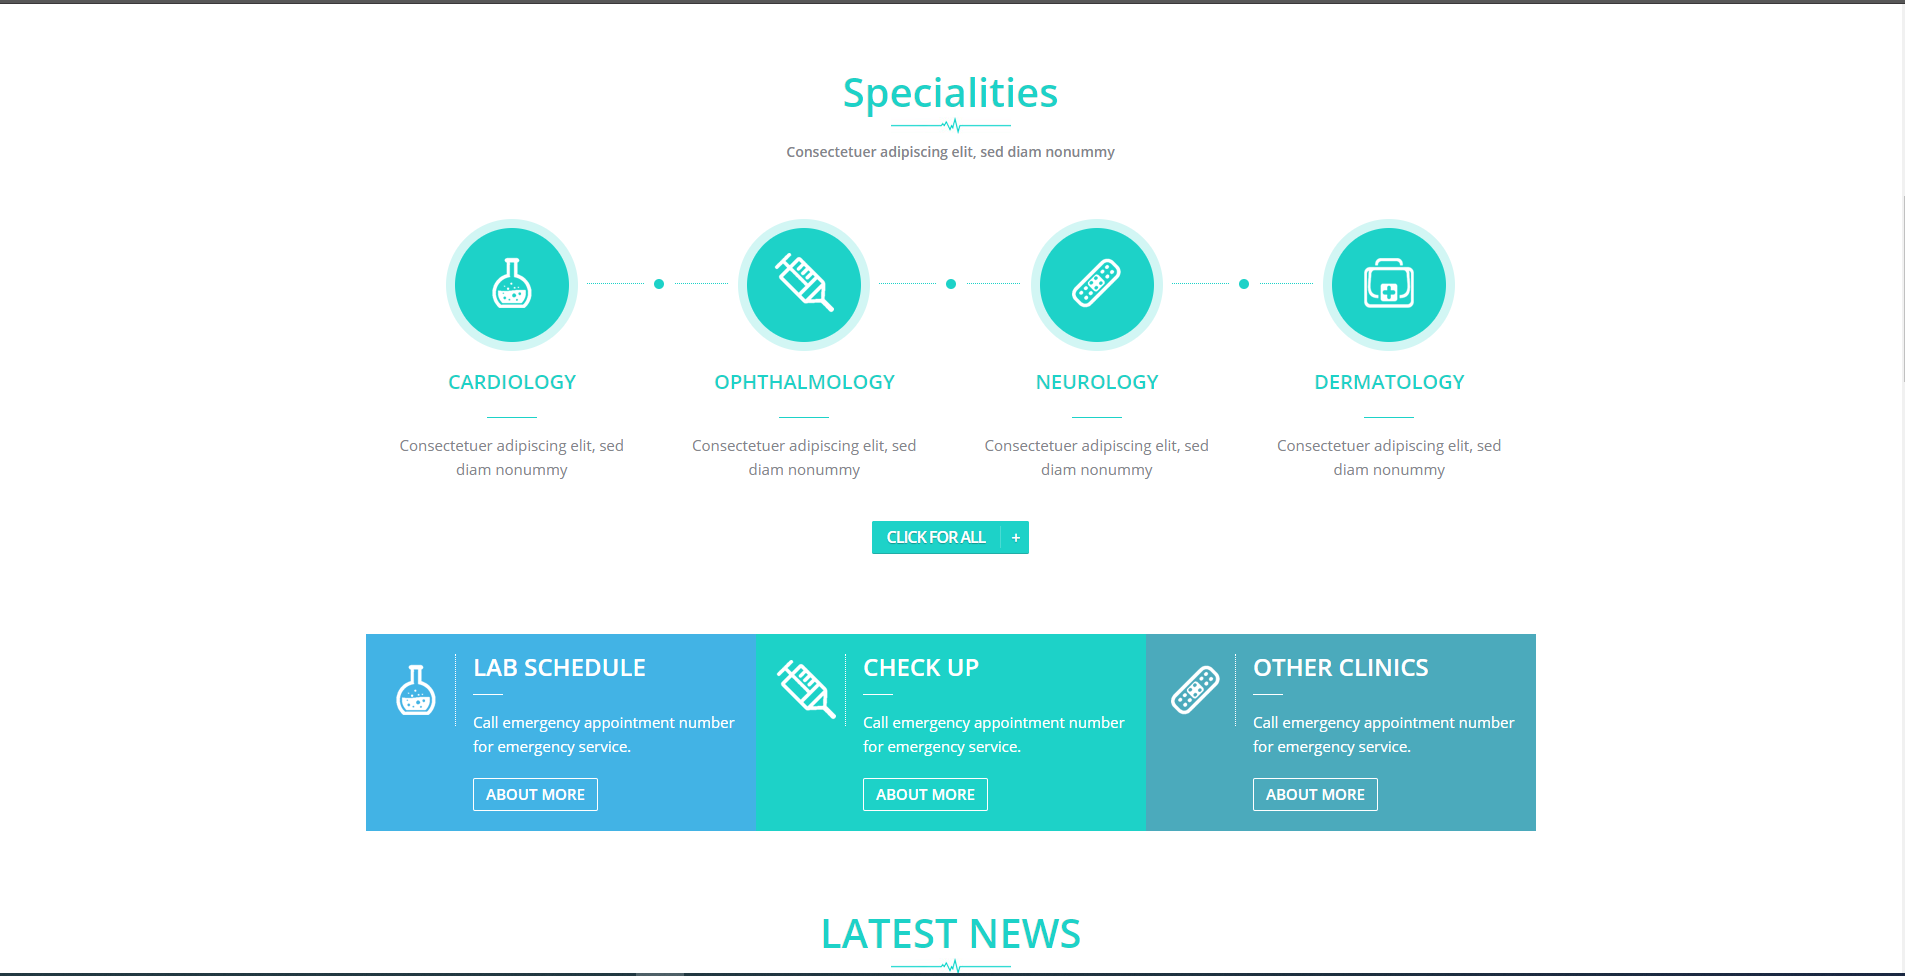 Specialities
Consectetuer adipiscing elit, sed diam nonummy
CARDIOLOGY
Consectetuer adipiscing elit, sed
diam nonummy
OPHTHALMOLOGY
Consectetuer adipiscing elit, sed
diam nonummy
NEUROLOGY
Consectetuer adipiscing elit, sed
diam nonummy
DERMATOLOGY
Consectetuer adipiscing elit, sed
diam nonummy
CLICK FOR ALL +
LAB SCHEDULE
Call emergency appointment number
for emergency service.
ABOUT MORE
CHECK UP
Call emergency appointment number
for emergency service.
ABOUT MORE
OTHER CLINICS
Call emergency appointment number
for emergency service.
ABOUT MORE
LATEST NEWS